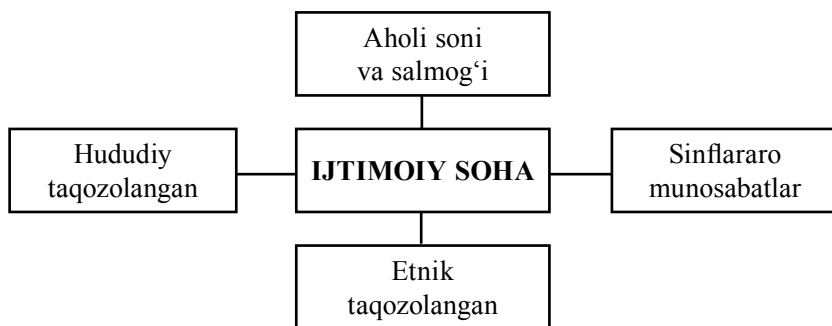 Aholi soni
va salmog‘i
Hududiy
taqozolangan
IJTIMOIY SOHA
Sinflararo
munosabatlar
Etnik
taqozolangan